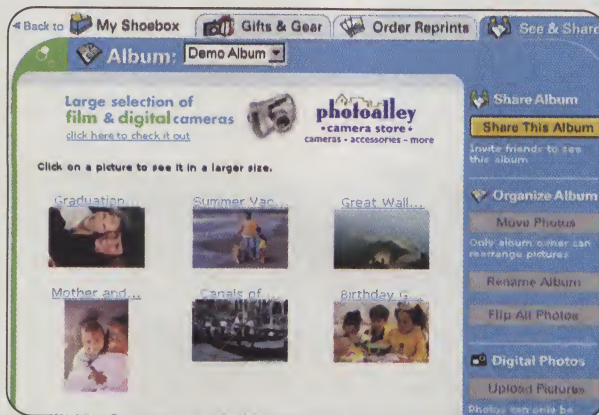 Back to My Shoebox Gifts & Gear Order Reprints See & Share
Album: Demo Album
Large selection of
film & digital cameras
click here to check it out
photoalley
• camera store •
cameras - accessories - more
Click on a picture to see it in a larger size.
Graduation... Summer Vac... Great Wall...
Mother and... Canals of ... Birthday G...
Share Album
Share This Album
Invite friends to see
this album
Organize Album
Move Photos
Only album owner can
rearrange pictures
Rename Album
Flip All Photos
Digital Photos
Upload Pictures
Photos can only be